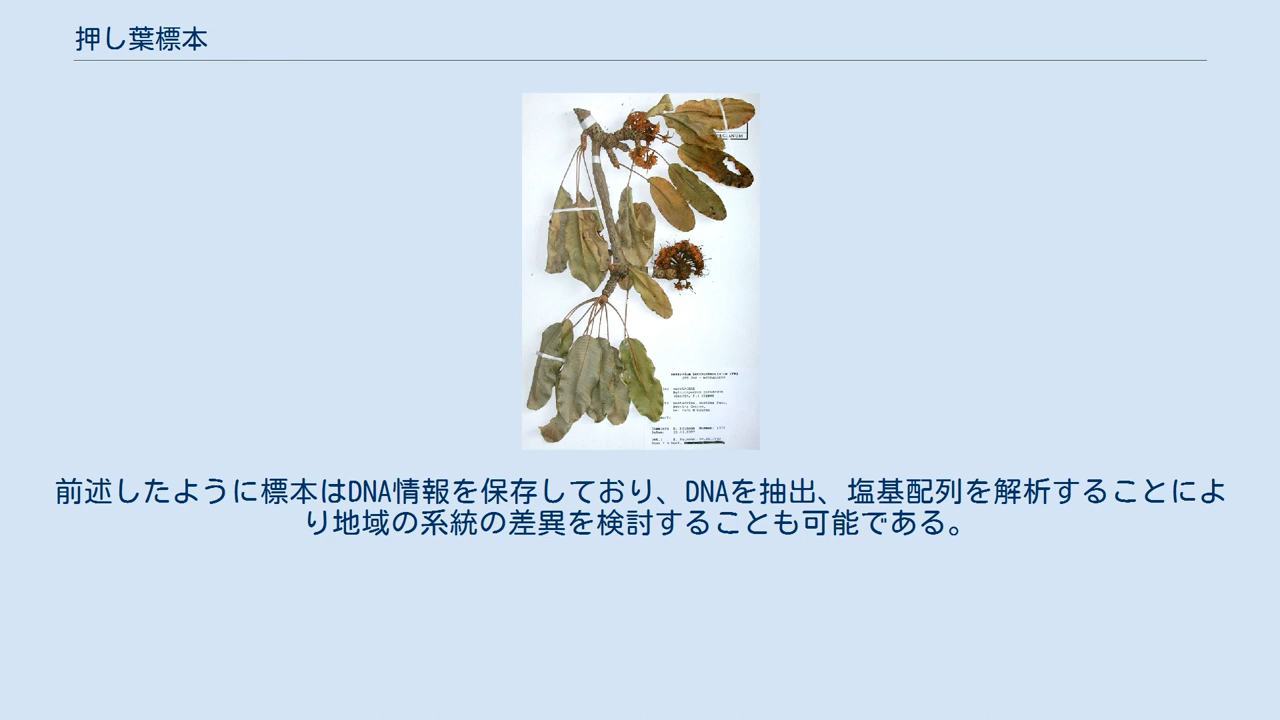 押し葉標本
前述したように標本はDNA情報を保存しており、DNAを抽出、塩基配列を解析することによ
り地域の系統の差異を検討することも可能である。